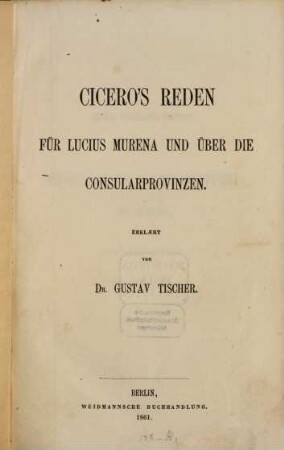 CICERO'S REDEN
FÜR LUCIUS MURENA UND ÜBER DIE
CONSULARPROVINZEN.
ERKLÆRT
VON
DR. GUSTAV TISCHER.
BERLIN,
WEIDMANNSCHE BUCHHANDLUNG.
1861.